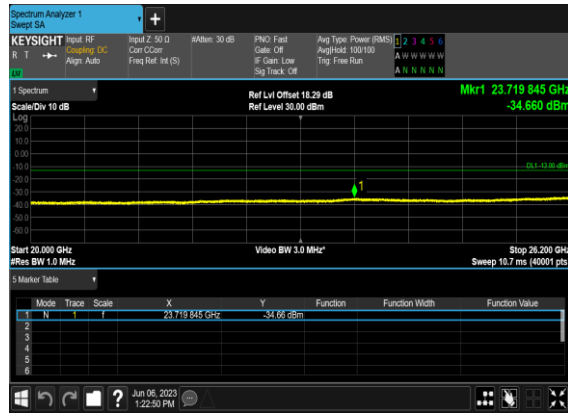 Spectrum Analyzer 1
Swept SA
+
KEYSIGHT
R T
LXI
Input: RF
Coupling: DC
Align: Auto
Input Z: 50 Ω
Corr CCorr
Freq Ref: Int (S)
#Atten: 30 dB
PNO: Fast
Gate: Off
IF Gain: Low
Sig Track: Off
Avg Type: Power (RMS)
Avg|Hold: 100/100
Trig: Free Run
1 2 3 4 5 6
A W W W W W
A N N N N N
1 Spectrum
Scale/Div 10 dB
Ref Lvl Offset 18.29 dB
Ref Level 30.00 dBm
Mkr1 23.719 845 GHz
-34.660 dBm
Log
20.0
10.0
0.00
-10.0
-20.0
-30.0
-40.0
-50.0
-60.0
DL1 -13.00 dBm
1
Start 20.000 GHz
#Res BW 1.0 MHz
Video BW 3.0 MHz*
Stop 26.200 GHz
Sweep 10.7 ms (40001 pts)
5 Marker Table
Mode Trace Scale X Y Function Function Width Function Value
1 N 1 f 23.719 845 GHz -34.66 dBm
2
3
4
5
6
?
Jun 06, 2023
1:22:50 PM